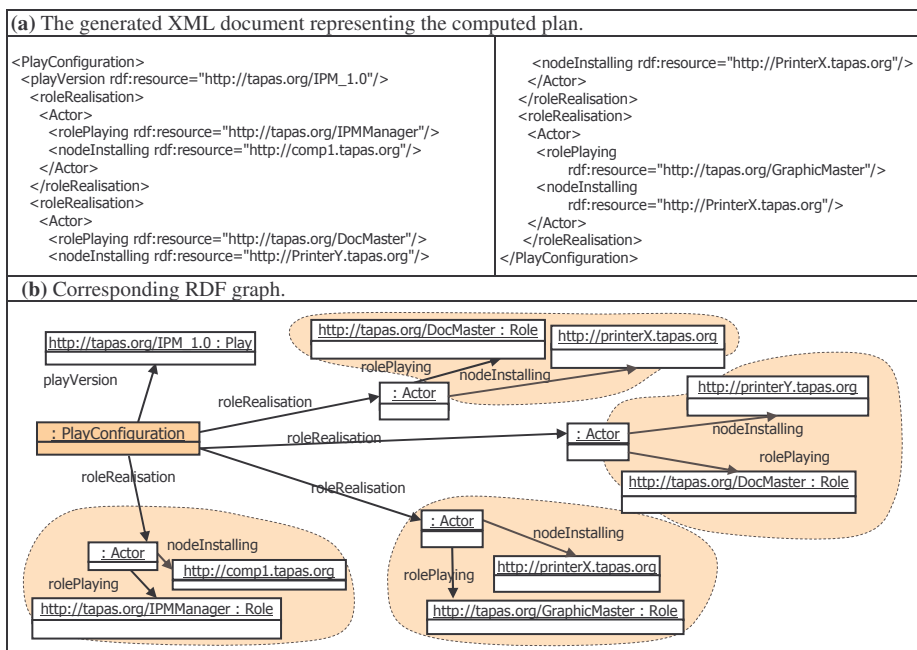 (a) The generated XML document representing the computed plan.
<PlayConfiguration>
<playVersion rdf:resource="http://tapas.org/IPM_1.0"/>
<roleRealisation>
<Actor>
<rolePlaying rdf:resource="http://tapas.org/IPMManager"/>
<nodeInstalling rdf:resource="http://comp1.tapas.org"/>
</Actor>
</roleRealisation>
<roleRealisation>
<Actor>
<rolePlaying rdf:resource="http://tapas.org/DocMaster"/>
<nodeInstalling rdf:resource="http://PrinterY.tapas.org"/>
<nodeInstalling rdf:resource="http://PrinterX.tapas.org"/>
</Actor>
</roleRealisation>
<roleRealisation>
<Actor>
<rolePlaying
rdf:resource="http://tapas.org/GraphicMaster"/>
<nodeInstalling
rdf:resource="http://PrinterX.tapas.org"/>
</Actor>
</roleRealisation>
</PlayConfiguration>
(b) Corresponding RDF graph.
http://tapas.org/IPM_1.0 : Play
http://tapas.org/DocMaster : Role
http://printerX.tapas.org
playVersion
rolePlaying
nodeInstalling
: Actor
roleRealisation
http://printerY.tapas.org
: PlayConfiguration
roleRealisation
: Actor
nodeInstalling
rolePlaying
http://tapas.org/DocMaster : Role
roleRealisation
roleRealisation
: Actor
nodeInstalling
http://comp1.tapas.org
rolePlaying
http://tapas.org/IPMManager : Role
: Actor
nodeInstalling
http://printerX.tapas.org
rolePlaying
http://tapas.org/GraphicMaster : Role